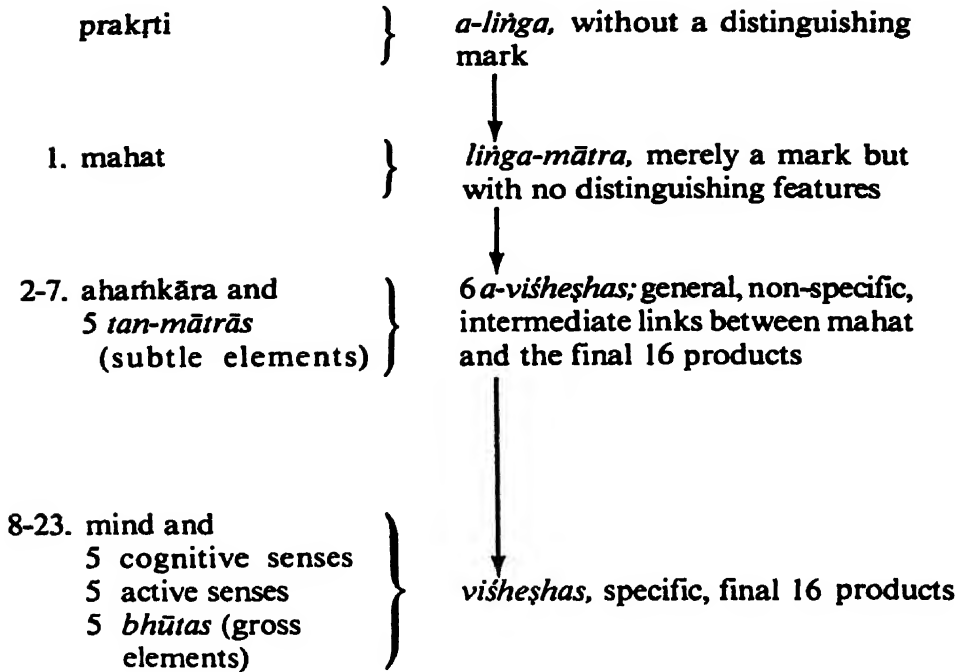 prakṛti
a-liṅga, without a distinguishing
mark
1. mahat
liṅga-mātra, merely a mark but
with no distinguishing features
2-7. ahaṁkāra and
5 tan-mātrās
(subtle elements)
6 a-viśheṣhas; general, non-specific,
intermediate links between mahat
and the final 16 products
8-23. mind and
5 cognitive senses
5 active senses
5 bhūtas (gross
elements)
viśheṣhas, specific, final 16 products